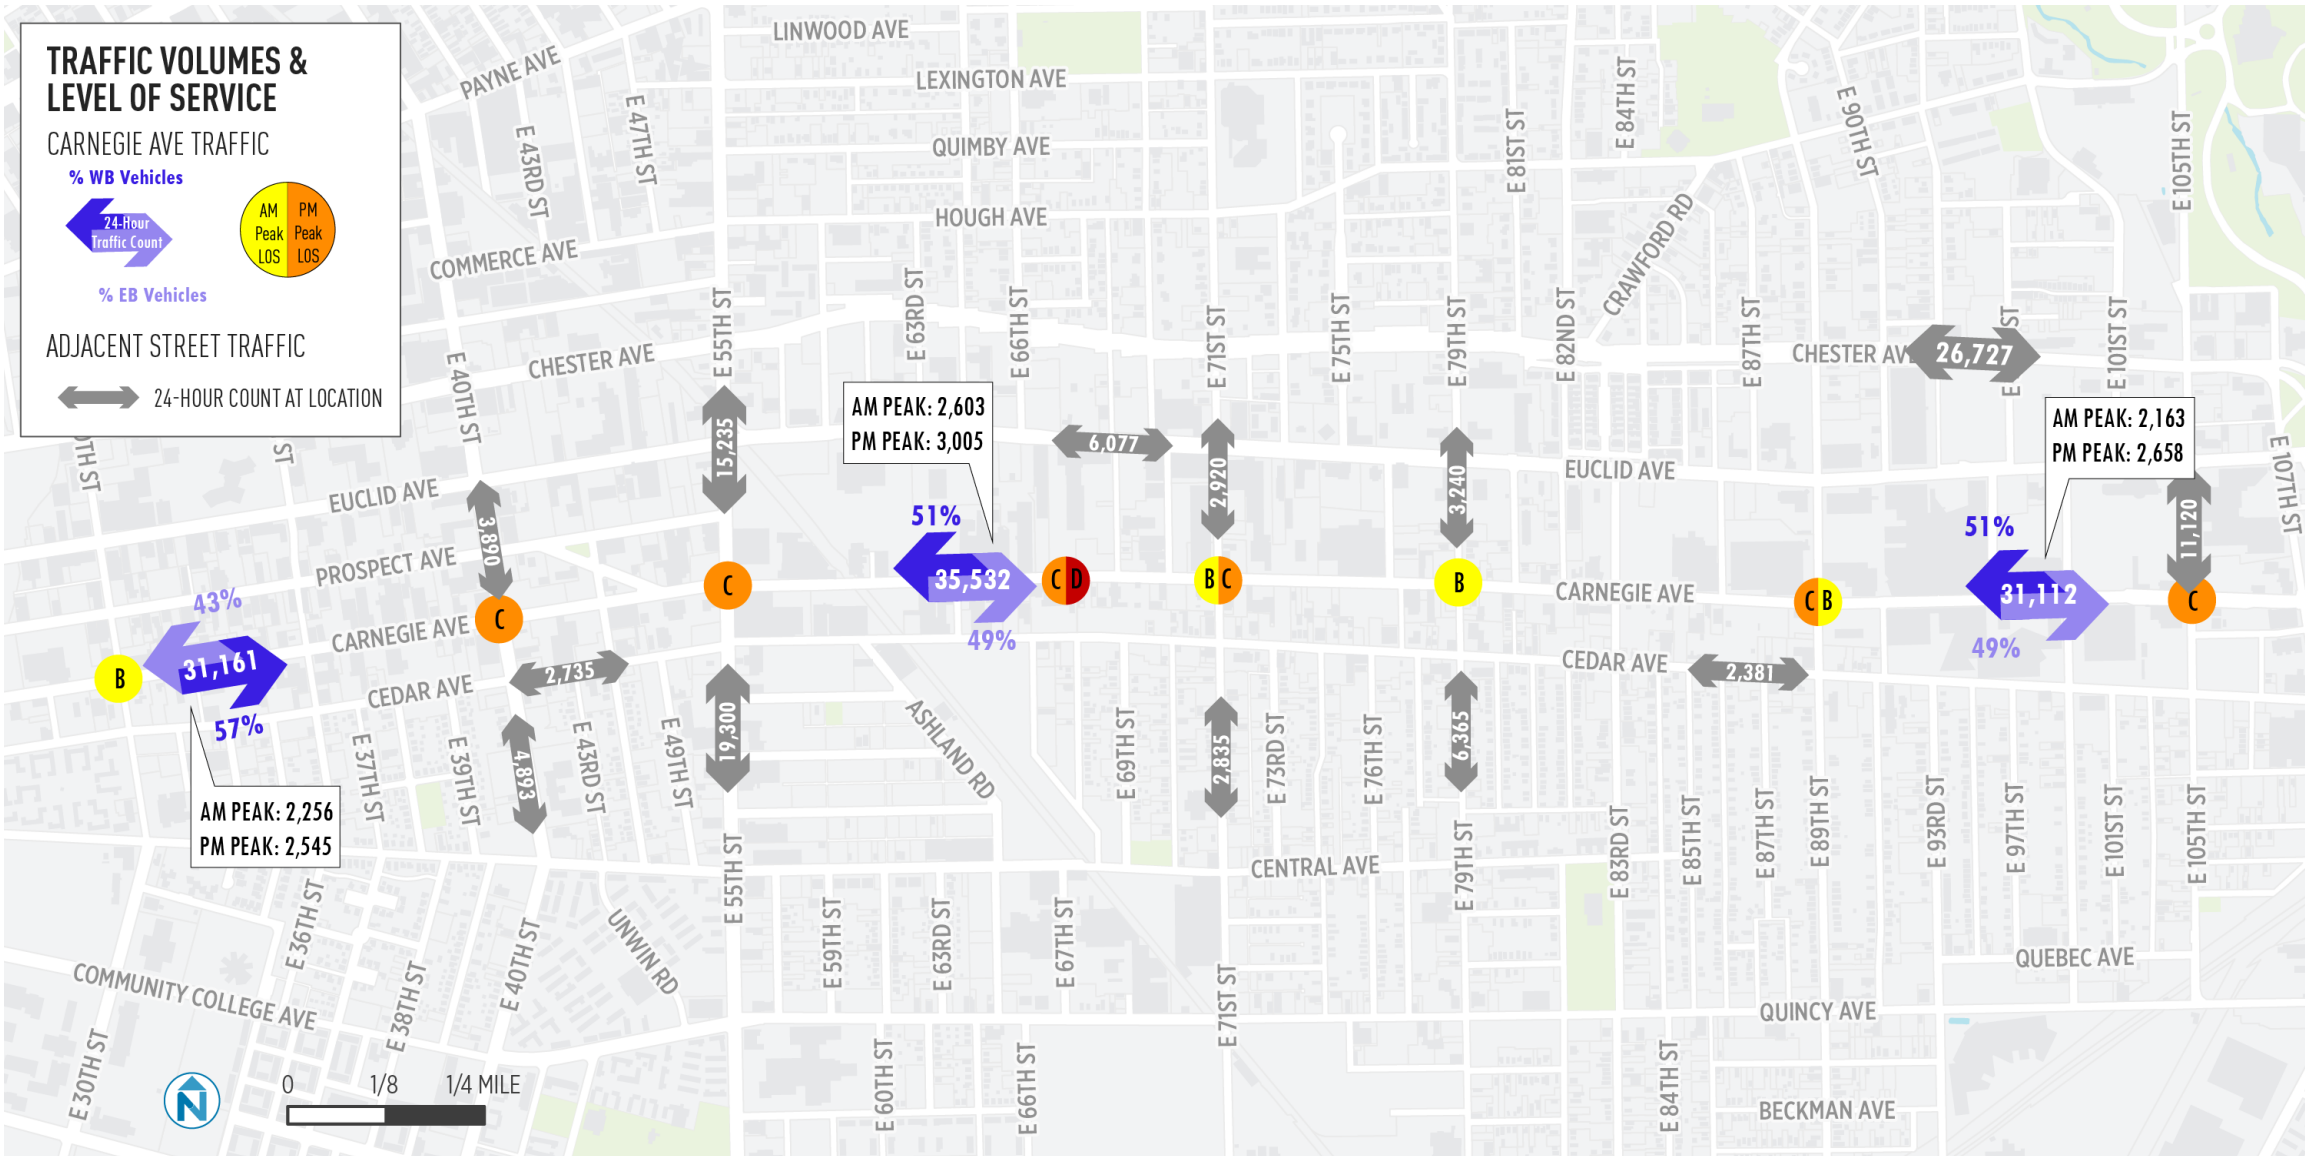 TRAFFIC VOLUMES &
LEVEL OF SERVICE
CARNEGIE AVE TRAFFIC
% WB Vehicles
24-Hour
Traffic Count
% EB Vehicles
AM
Peak
LOS
PM
Peak
LOS
ADJACENT STREET TRAFFIC
24-HOUR COUNT AT LOCATION
LINWOOD AVE
PAYNE AVE
LEXINGTON AVE
E 43RD ST
E 47TH ST
QUIMBY AVE
E 81ST ST
E 84TH ST
E 90TH ST
E 105TH ST
HOUGH AVE
COMMERCE AVE
CRAWFORD RD
E 55TH ST
E 63RD ST
E 66TH ST
E 71ST ST
E 75TH ST
E 79TH ST
E 82ND ST
E 87TH ST
E 101ST ST
CHESTER AVE
E 40TH ST
CHESTER AV
26,727
ST
AM PEAK: 2,603
PM PEAK: 3,005
AM PEAK: 2,163
PM PEAK: 2,658
15,235
6,077
2,920
3,240
EUCLID AVE
E 107TH ST
0TH ST
ST
EUCLID AVE
3,890
11,120
PROSPECT AVE
51%
35,532
49%
C D
B C
B
CARNEGIE AVE
C B
51%
31,112
49%
C
C
43%
31,161
57%
B
CARNEGIE AVE
C
CEDAR AVE
2,735
CEDAR AVE
2,381
AM PEAK: 2,256
PM PEAK: 2,545
E 37TH ST
E 39TH ST
4,893
E 43RD ST
E 49TH ST
19,300
ASHLAND RD
E 69TH ST
2,835
E 73RD ST
E 76TH ST
6,365
E 55TH ST
CENTRAL AVE
E 79TH ST
E 83RD ST
E 85TH ST
E 87TH ST
E 89TH ST
E 93RD ST
E 97TH ST
E 101ST ST
E 105TH ST
E 36TH ST
E 38TH ST
E 40TH ST
UNWIN RD
E 59TH ST
E 63RD ST
E 67TH ST
E 71ST ST
QUEBEC AVE
COMMUNITY COLLEGE AVE
QUINCY AVE
E 30TH ST
N
0 1/8 1/4 MILE
E 60TH ST
E 66TH ST
E 84TH ST
BECKMAN AVE